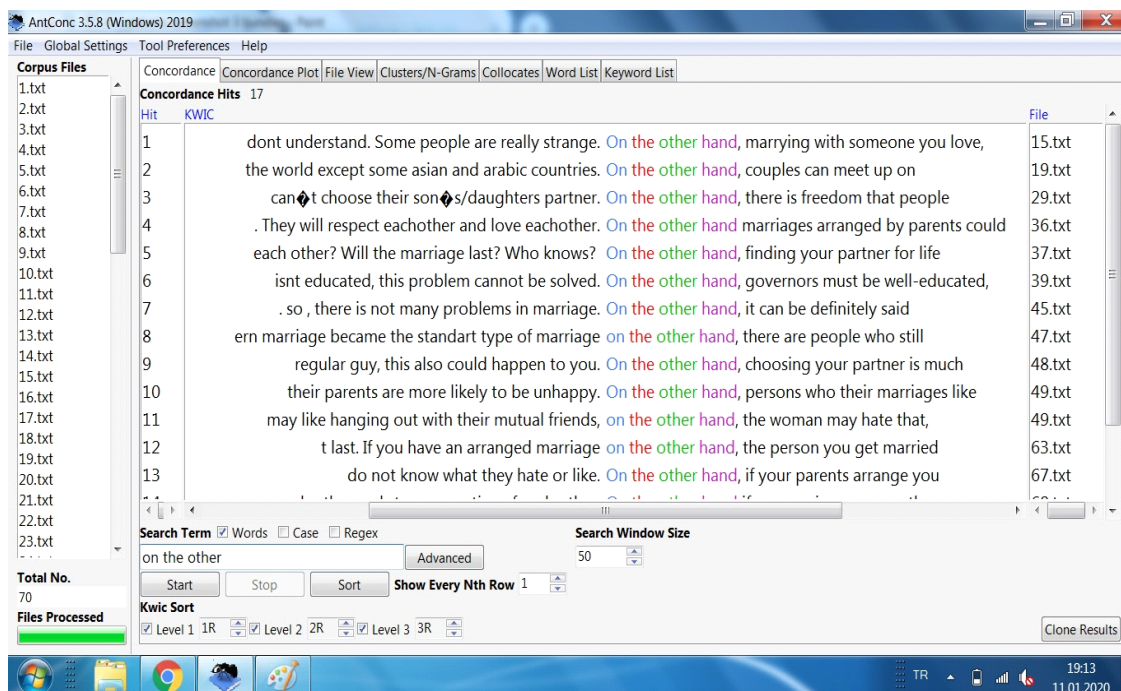 AntConc 3.5.8 (Windows) 2019
File Global Settings Tool Preferences Help
Corpus Files
1.txt
2.txt
3.txt
4.txt
5.txt
6.txt
7.txt
8.txt
9.txt
10.txt
11.txt
12.txt
13.txt
14.txt
15.txt
16.txt
17.txt
18.txt
19.txt
20.txt
21.txt
22.txt
23.txt
Total No.
70
Files Processed
Concordance Concordance Plot File View Clusters/N-Grams Collocates Word List Keyword List
Concordance Hits 17
Hit KWIC File
1 dont understand. Some people are really strange. On the other hand, marrying with someone you love, 15.txt
2 the world except some asian and arabic countries. On the other hand, couples can meet up on 19.txt
3 can�t choose their son�s/daughters partner. On the other hand, there is freedom that people 29.txt
4 . They will respect eachother and love eachother. On the other hand marriages arranged by parents could 36.txt
5 each other? Will the marriage last? Who knows? On the other hand, finding your partner for life 37.txt
6 isnt educated, this problem cannot be solved. On the other hand, governors must be well-educated, 39.txt
7 . so , there is not many problems in marriage. On the other hand, it can be definitely said 45.txt
8 ern marriage became the standart type of marriage on the other hand, there are people who still 47.txt
9 regular guy, this also could happen to you. On the other hand, choosing your partner is much 48.txt
10 their parents are more likely to be unhappy. On the other hand, persons who their marriages like 49.txt
11 may like hanging out with their mutual friends, on the other hand, the woman may hate that, 49.txt
12 t last. If you have an arranged marriage on the other hand, the person you get married 63.txt
13 do not know what they hate or like. On the other hand, if your parents arrange you 67.txt
Search Term Words Case Regex Search Window Size
on the other Advanced 50
Start Stop Sort Show Every Nth Row 1
Kwic Sort
Level 1 1R Level 2 2R Level 3 3R Clone Results
TR 19:13
11.01.2020